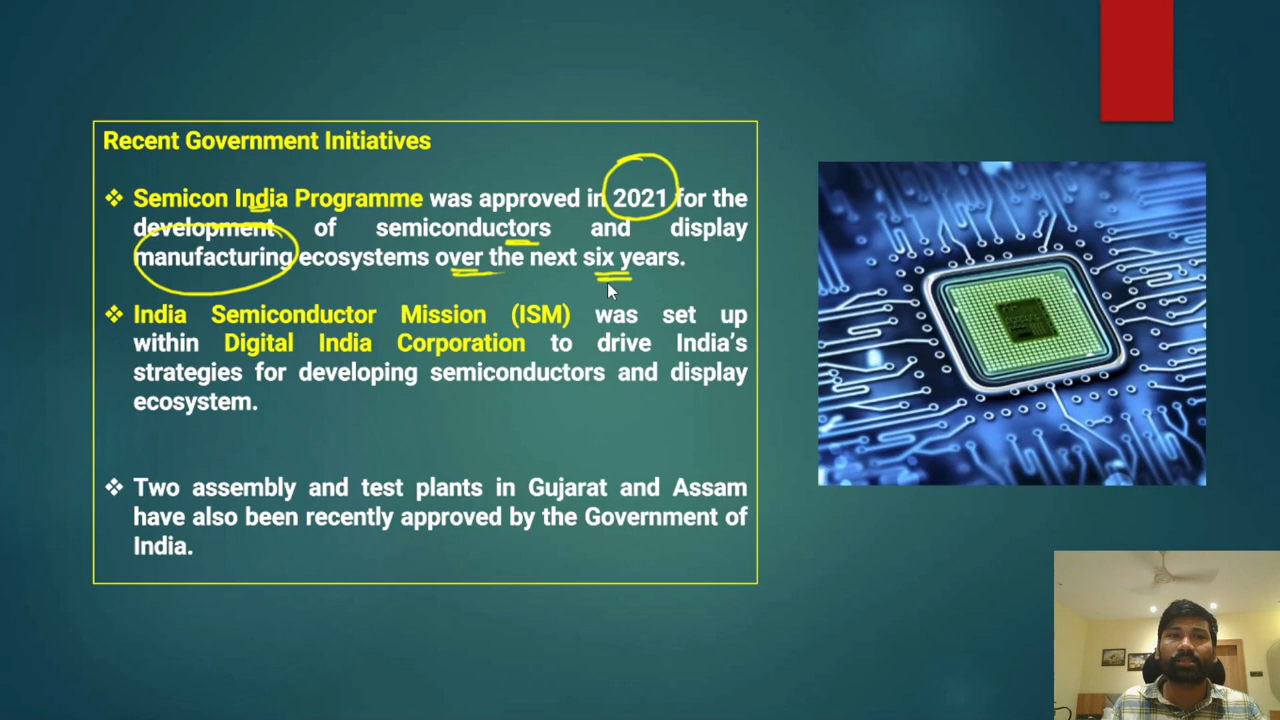 Recent Government Initiatives
❖ Semicon India Programme was approved in 2021 for the
development of semiconductors and display
manufacturing ecosystems over the next six years.
❖ India Semiconductor Mission (ISM) was set up
within Digital India Corporation to drive India’s
strategies for developing semiconductors and display
ecosystem.
❖ Two assembly and test plants in Gujarat and Assam
have also been recently approved by the Government of
India.